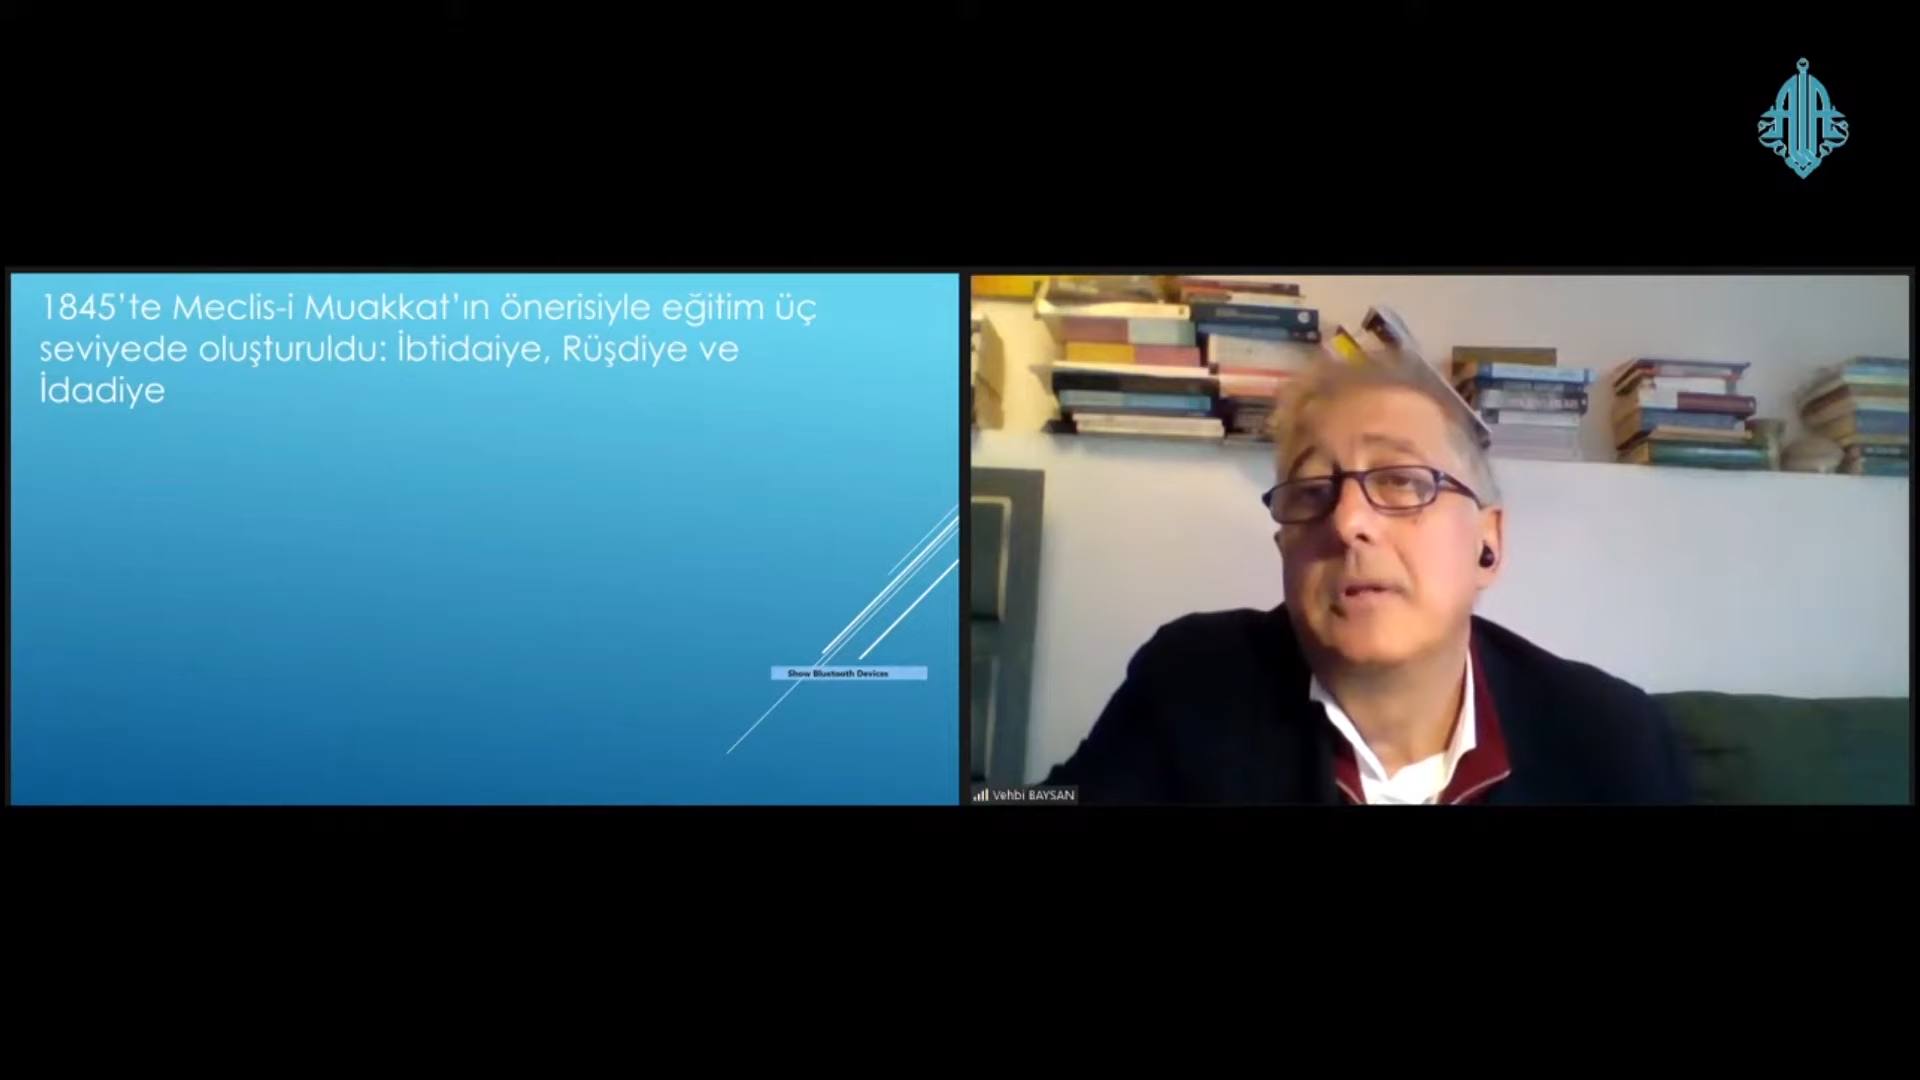 1845’te Meclis-i Muakkat’ın önerisiyle eğitim üç
seviyede oluşturuldu: İbtidaiye, Rüşdiye ve
İdadiye
Show Bluetooth Devices
Vehbi BAYSAN